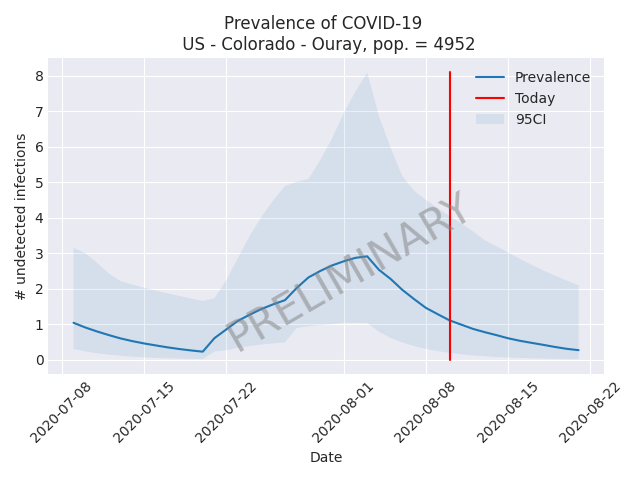 Prevalence of COVID-19
US - Colorado - Ouray, pop. = 4952
8
7
6
5
4
3
2
1
0
# undetected infections
Prevalence
Today
95CI
PRELIMINARY
2020-07-08
2020-07-15
2020-07-22
2020-08-01
2020-08-08
2020-08-15
2020-08-22
Date